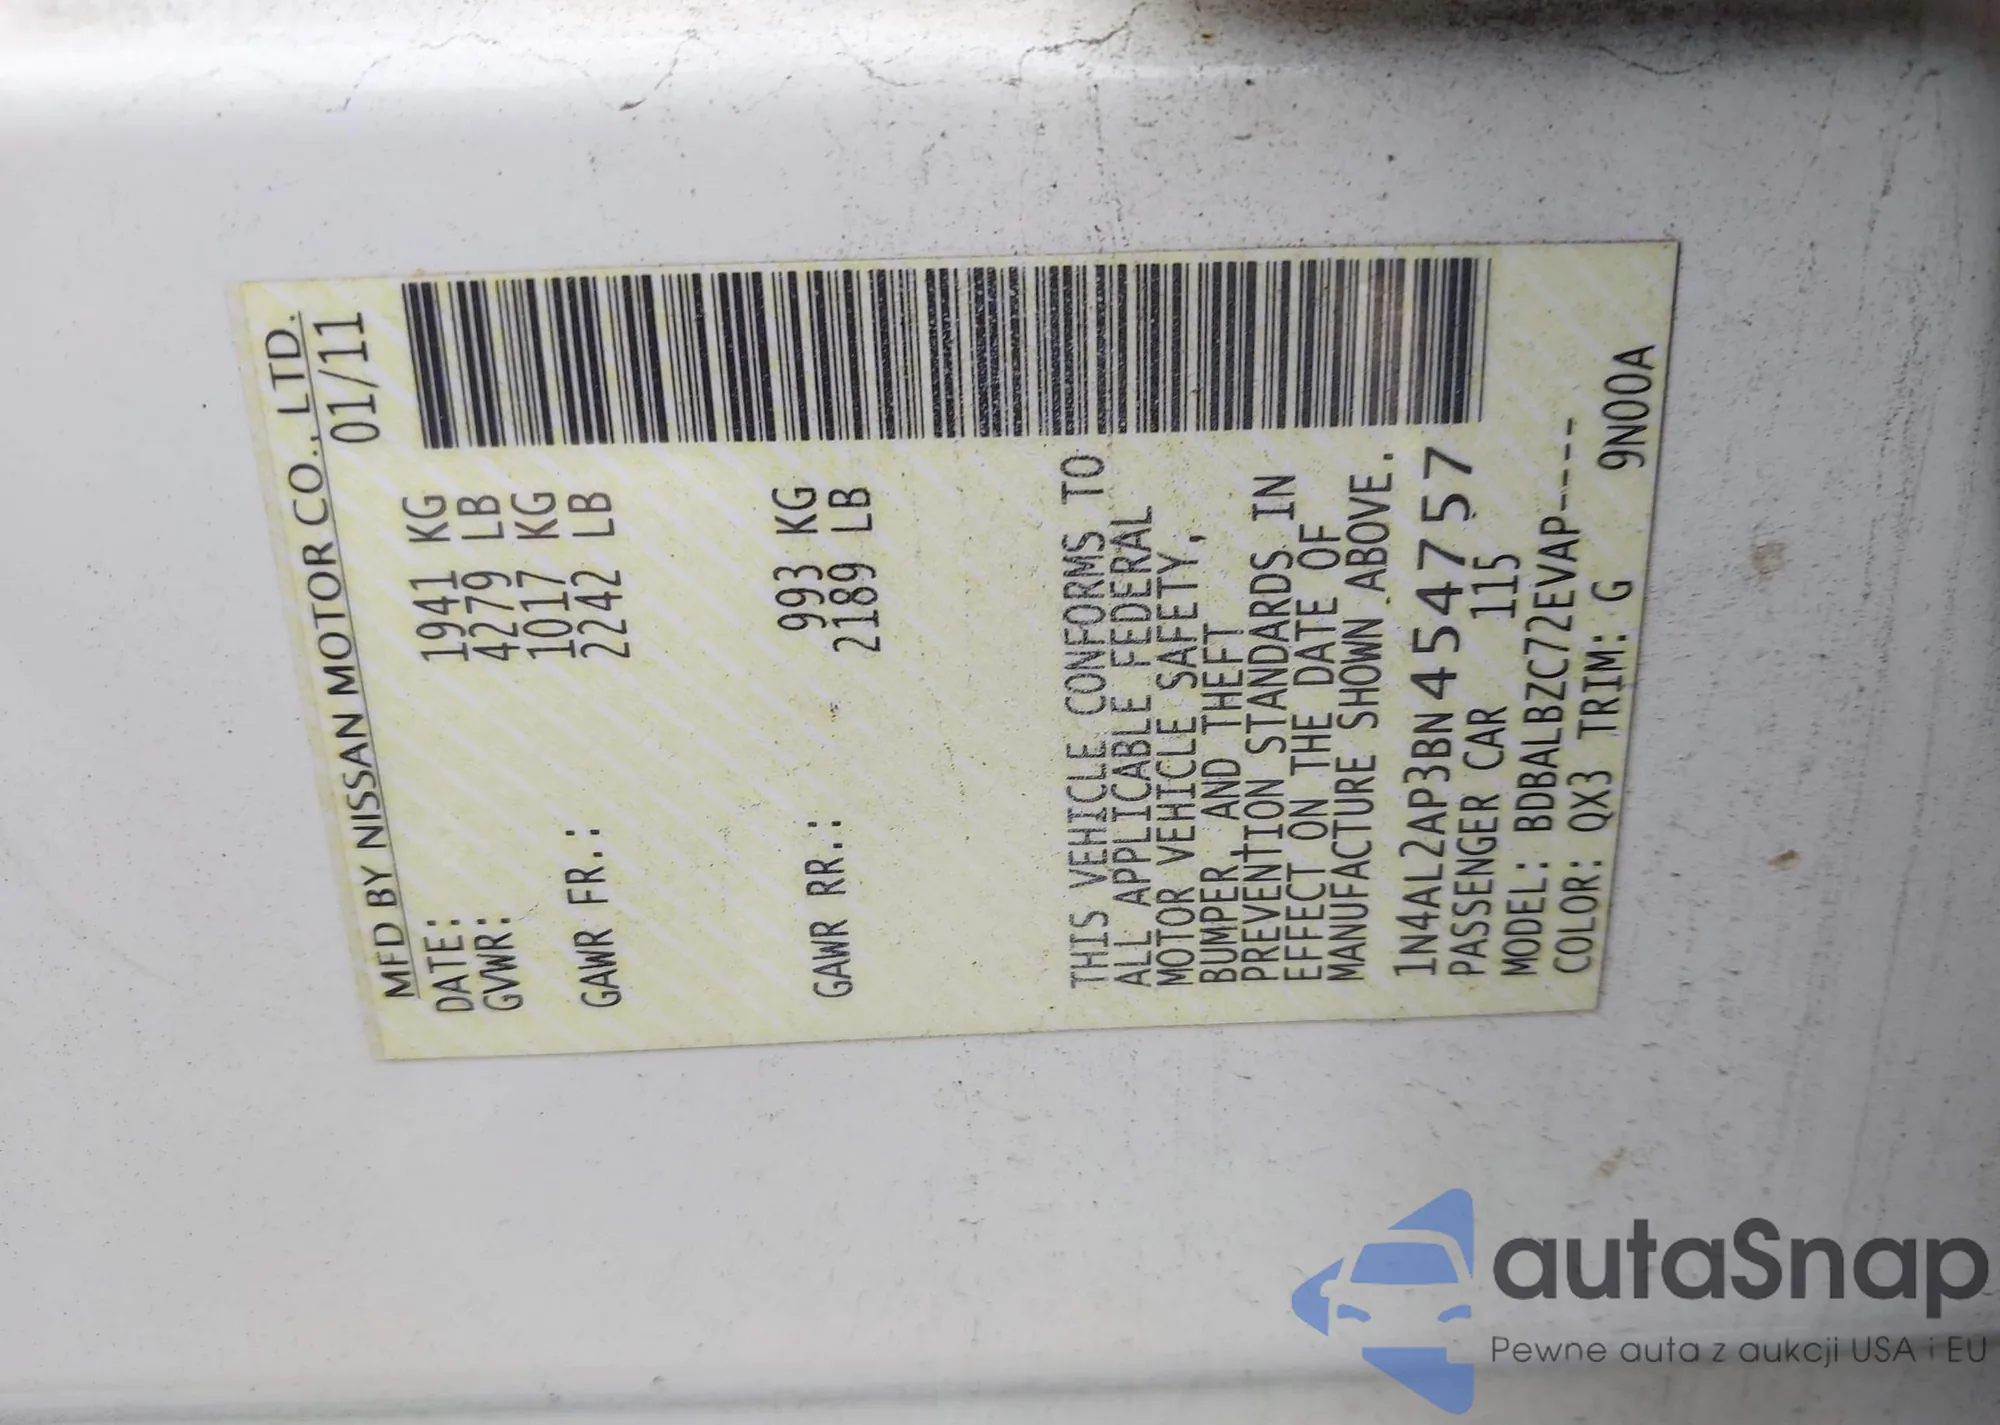 MFD BY NISSAN MOTOR CO., LTD.
DATE: 01/11
GVWR: 1941 KG
4279 LB
1017 KG
GAWR FR.: 2242 LB
993 KG
GAWR RR.: 2189 LB
THIS VEHICLE CONFORMS TO
ALL APPLICABLE FEDERAL
MOTOR VEHICLE SAFETY,
BUMPER, AND THEFT
PREVENTION STANDARDS IN
EFFECT ON THE DATE OF
MANUFACTURE SHOWN ABOVE.
1N4AL2AP3BN454757
PASSENGER CAR 115
MODEL: BDBALBZC72EVAP----
COLOR: QX3 TRIM: G 9N00A
autaSnap
Pewne auta z aukcji USA i EU